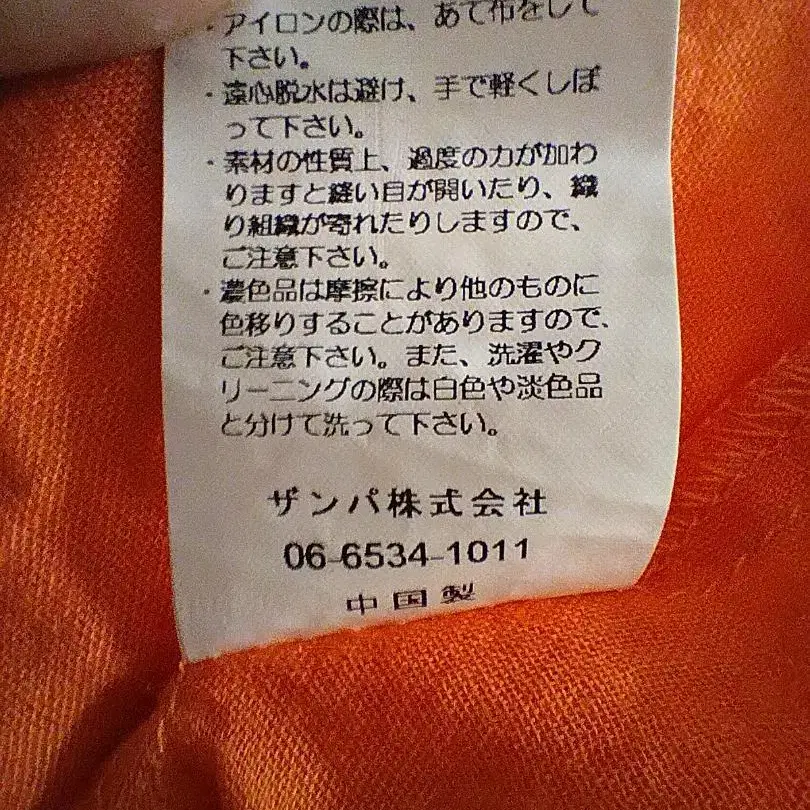 ・アイロンの際は、あて布をして
下さい。
・遠心脱水は避け、手で軽くしぼ
って下さい。
・素材の性質上、過度の力が加わ
りますと縫い目が開いたり、織
り組織が寄れたりしますので、
ご注意下さい。
・濃色品は摩擦により他のものに
色移りすることがありますので、
ご注意下さい。また、洗濯やク
リーニングの際は白色や淡色品
と分けて洗って下さい。
ザンパ株式会社
06-6534-1011
中国製